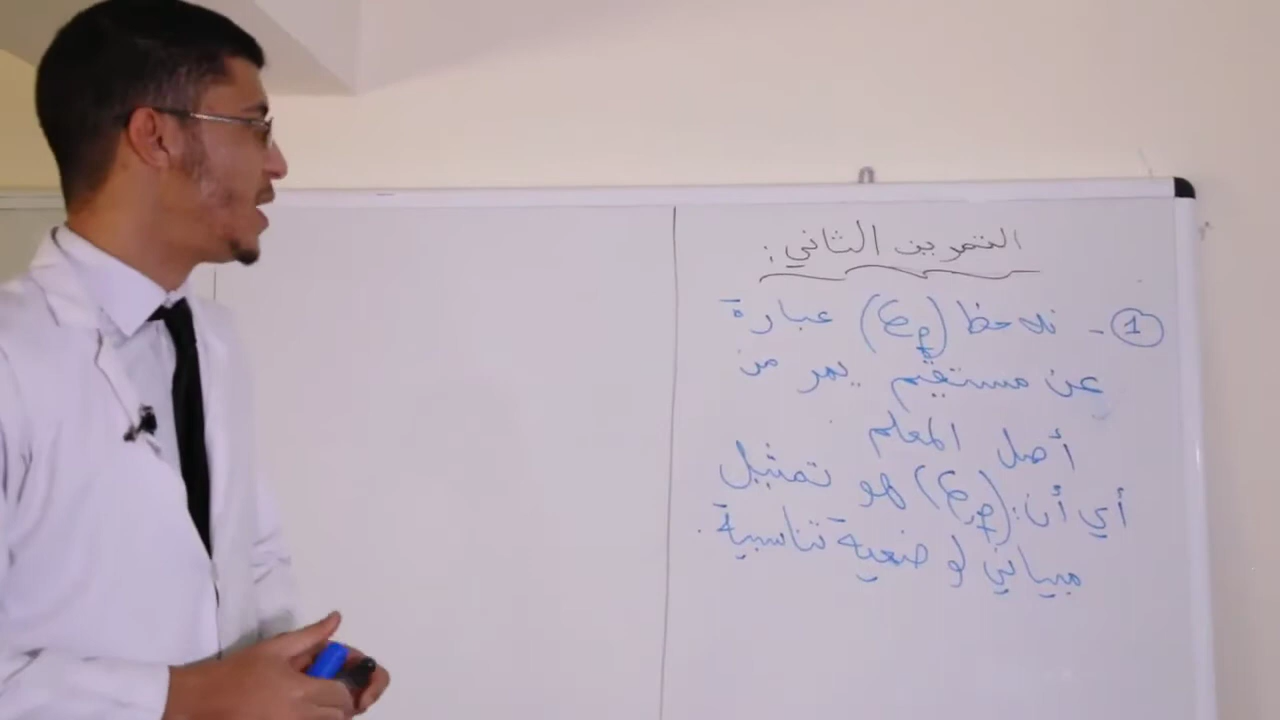 التمرين الثاني:
1 - نلاحظ (𝒞f) عبارة
عن مستقيم يمر من
أصل المعلم
أي أن: (𝒞f) هو تمثيل
مبياني لوضعية تناسبية.